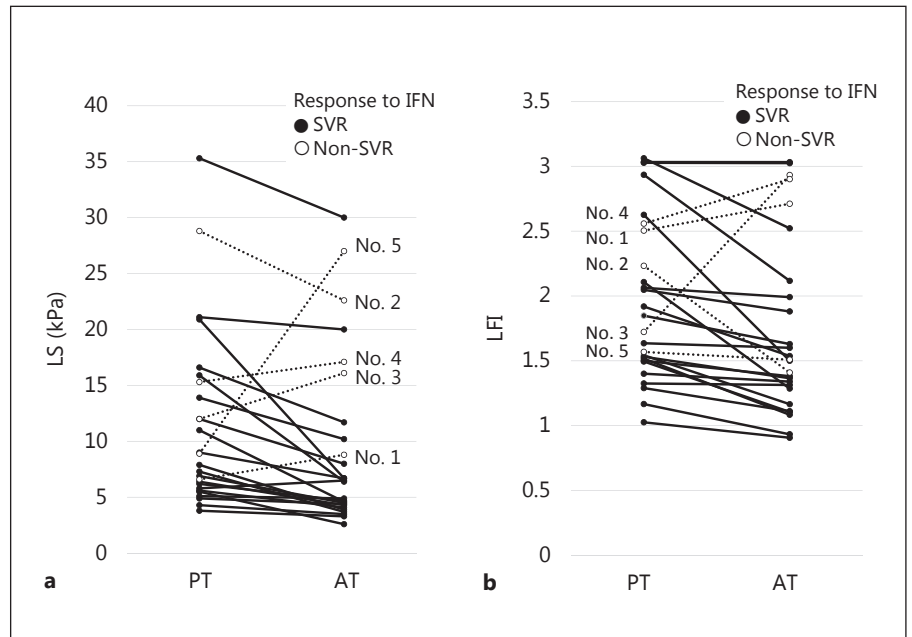 Response to IFN
SVR
Non-SVR
LS (kPa)
40
35
30
25
20
15
10
5
0
No. 5
No. 2
No. 4
No. 3
No. 1
PT
AT
a
Response to IFN
SVR
Non-SVR
LFI
3.5
3
2.5
2
1.5
1
0.5
0
No. 4
No. 1
No. 2
No. 3
No. 5
PT
AT
b